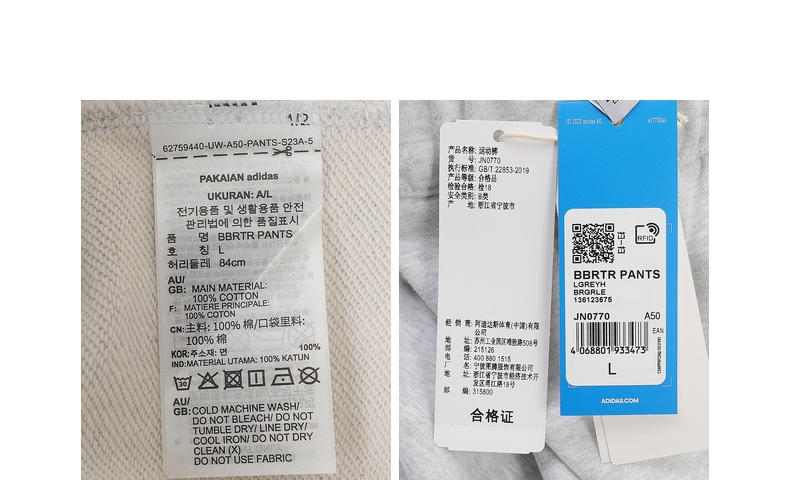 62759440-UW-A50-PANTS-S23A-5
PAKAIAN adidas
UKURAN: A/L
전기용품 및 생활용품 안전
관리법에 의한 품질표시
품 명 BBRTR PANTS
호 칭 L
허리둘레 84cm
AU/
GB: MAIN MATERIAL:
100% COTTON
F: MATIERE PRINCIPALE:
100% COTON
CN: 主料: 100% 棉/口袋里料:
100% 棉
KOR: 주소재: 면 100%
IND: MATERIAL UTAMA: 100% KATUN
30
AU/
GB: COLD MACHINE WASH/
DO NOT BLEACH/ DO NOT
TUMBLE DRY/ LINE DRY/
COOL IRON/ DO NOT DRY
CLEAN (X)
DO NOT USE FABRIC
产品名称: 运动裤
货 号: JN0770
执行标准: GB/T 22853-2019
产品等级: 合格品
检验合格: 检18
安全类别: B类
产 地: 浙江省宁波市
经 销 商: 阿迪达斯体育(中国)有限
公司
地 址: 苏州工业园区唯胜路508号
邮 编: 215126
电 话: 400 880 1515
厂 名: 宁波图腾服饰有限公司
地 址: 浙江省宁波市经济技术开
发区甬江路18号
邮 编: 315800
合格证
© 2022 adidas AG
62773043
RFID
BBRTR PANTS
LGREYH
BRGRLE
136123675
JN0770 A50
EAN
4 068801 933473
L
ADIDAS.COM